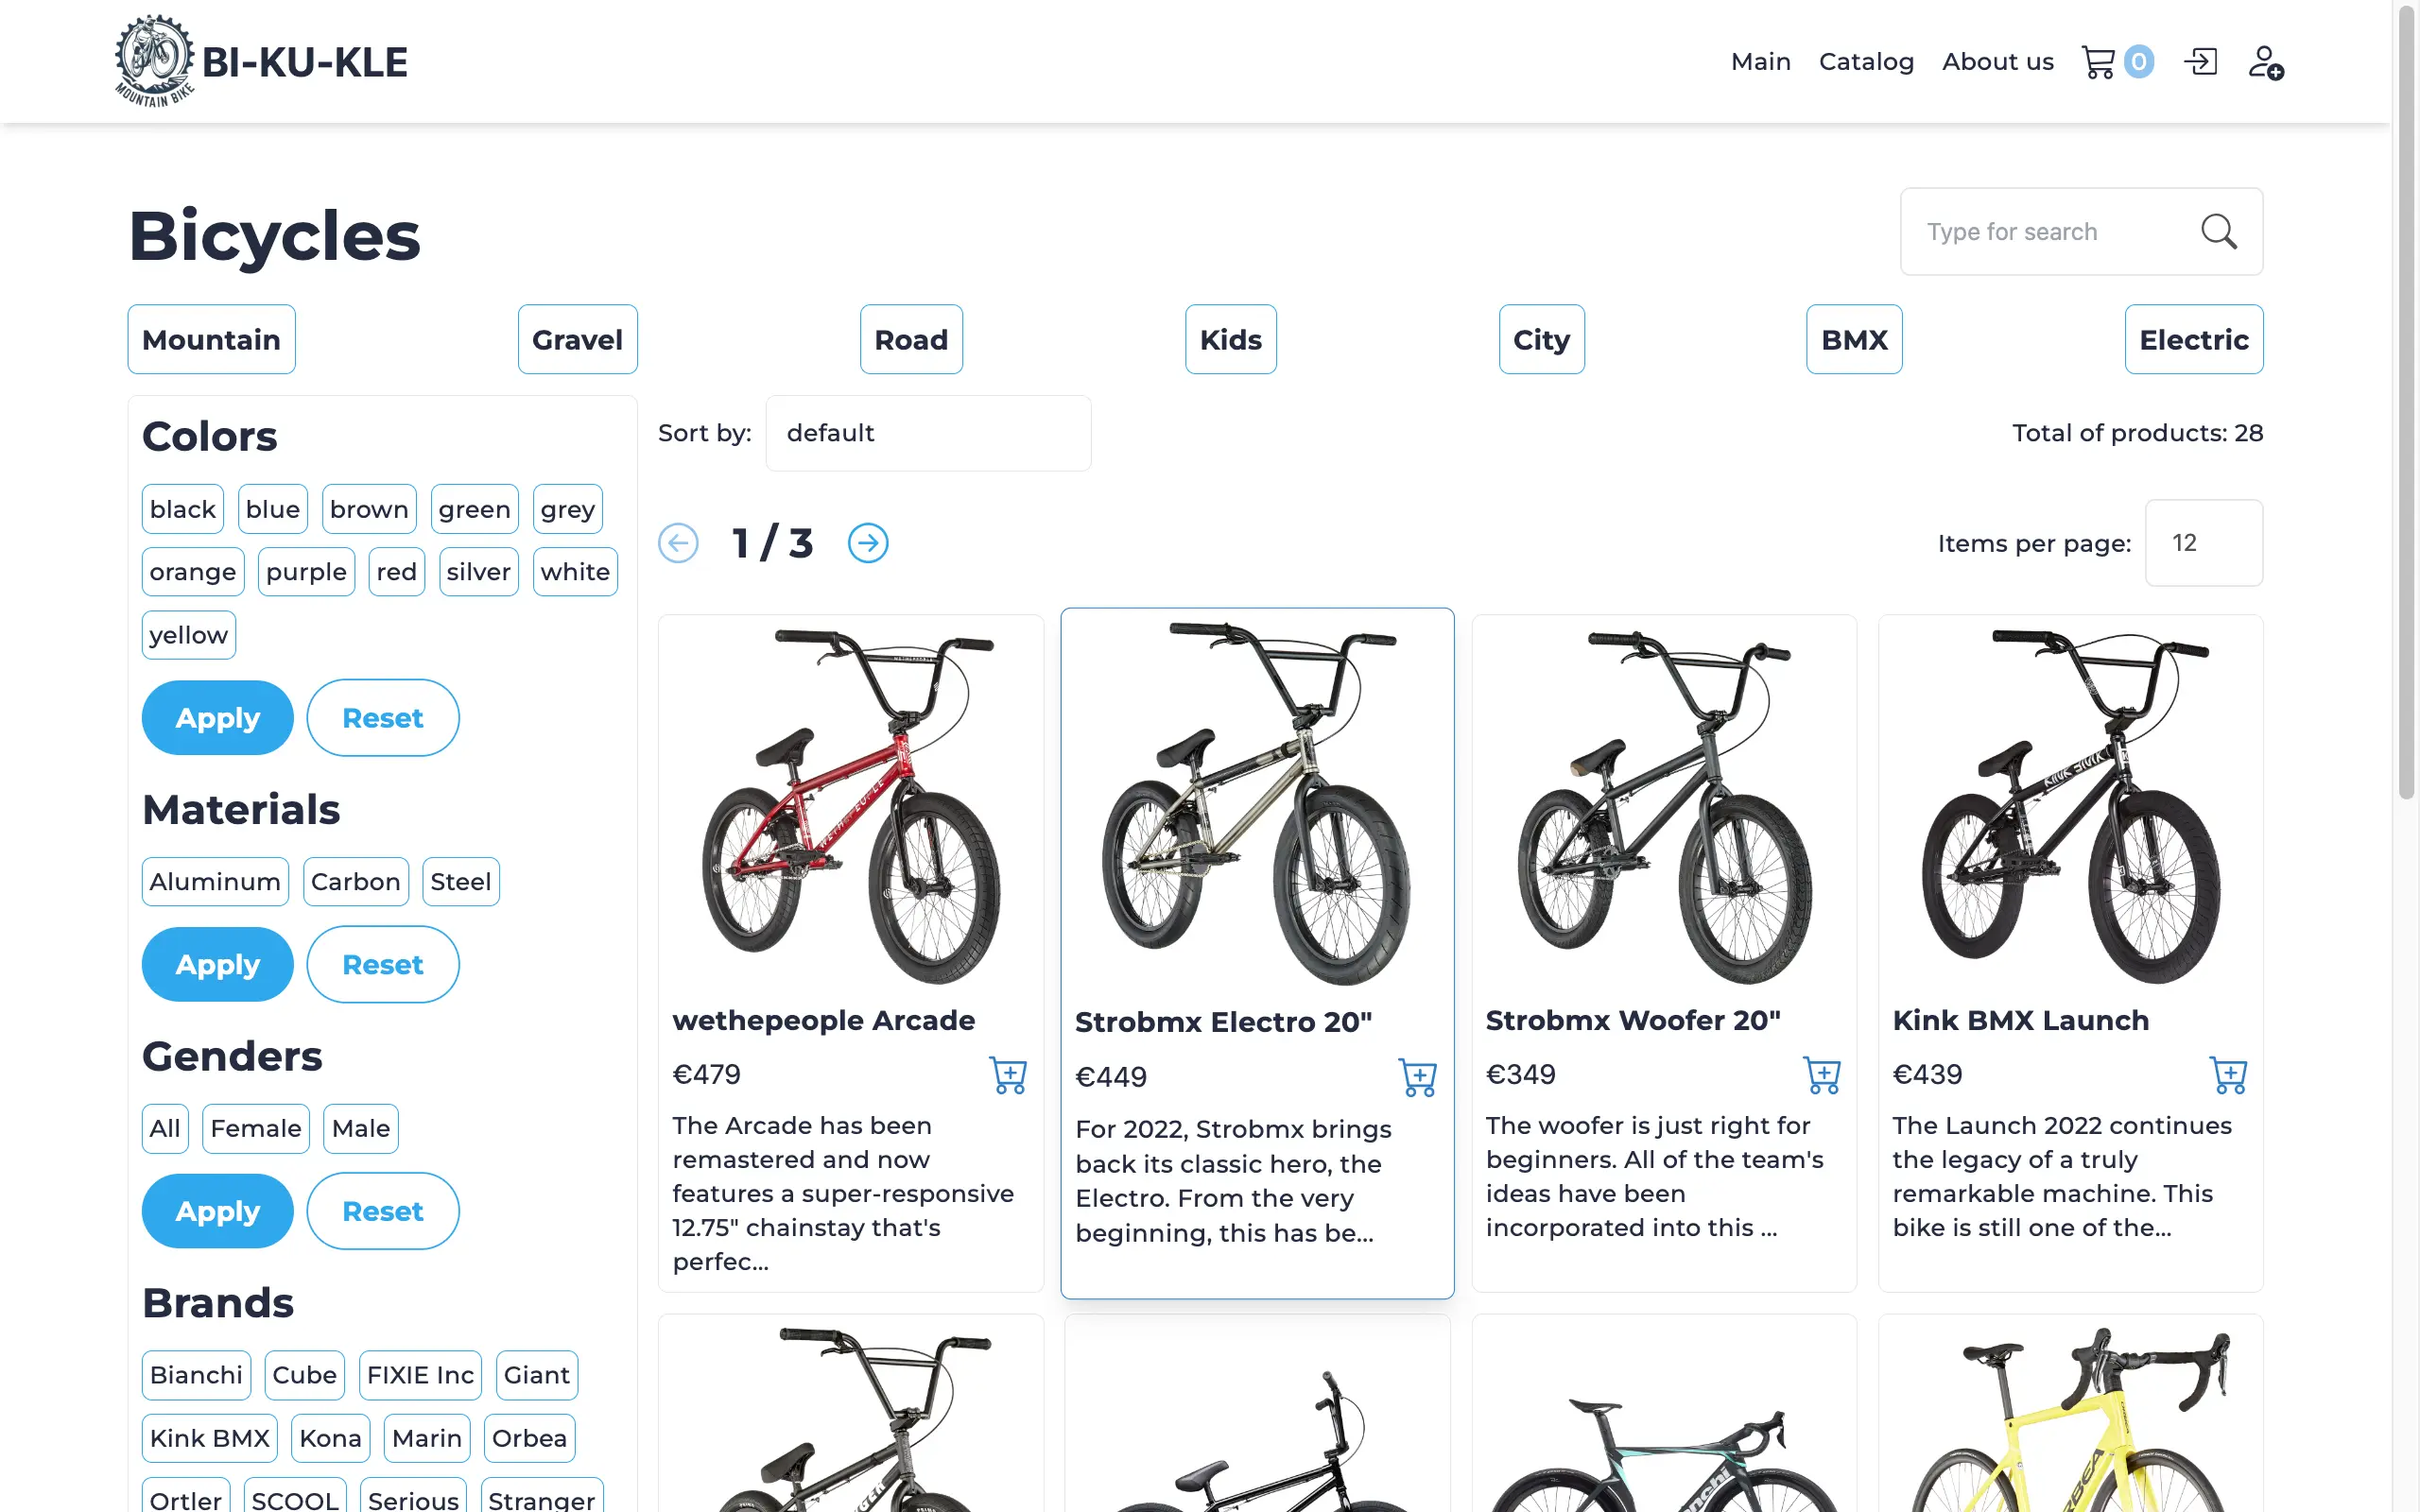 MOUNTAIN BIKE
BI-KU-KLE
Main
Catalog
About us
0
Bicycles
Type for search
Mountain
Gravel
Road
Kids
City
BMX
Electric
Colors
black
blue
brown
green
grey
orange
purple
red
silver
white
yellow
Apply
Reset
Materials
Aluminum
Carbon
Steel
Apply
Reset
Genders
All
Female
Male
Apply
Reset
Brands
Bianchi
Cube
FIXIE Inc
Giant
Kink BMX
Kona
Marin
Orbea
Ortler
SCOOL
Serious
Stranger
Sort by:
default
Total of products: 28
1 / 3
Items per page:
12
wethepeople Arcade
€479
The Arcade has been
remastered and now
features a super-responsive
12.75" chainstay that's
perfec...
Strobmx Electro 20"
€449
For 2022, Strobmx brings
back its classic hero, the
Electro. From the very
beginning, this has be...
Strobmx Woofer 20"
€349
The woofer is just right for
beginners. All of the team's
ideas have been
incorporated into this ...
KINK BMX
Kink BMX Launch
€439
The Launch 2022 continues
the legacy of a truly
remarkable machine. This
bike is still one of the...